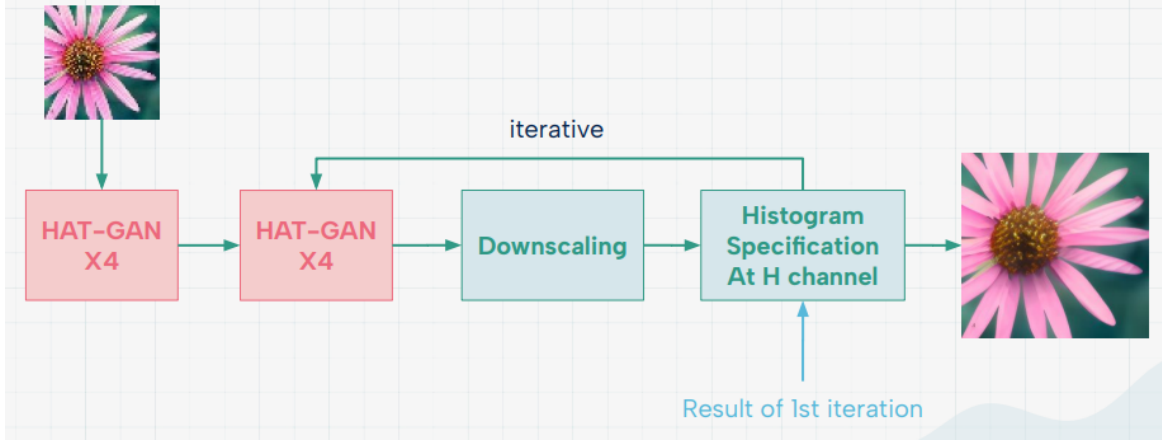 iterative
HAT-GAN
X4
HAT-GAN
X4
Downscaling
Histogram
Specification
At H channel
Result of 1st iteration